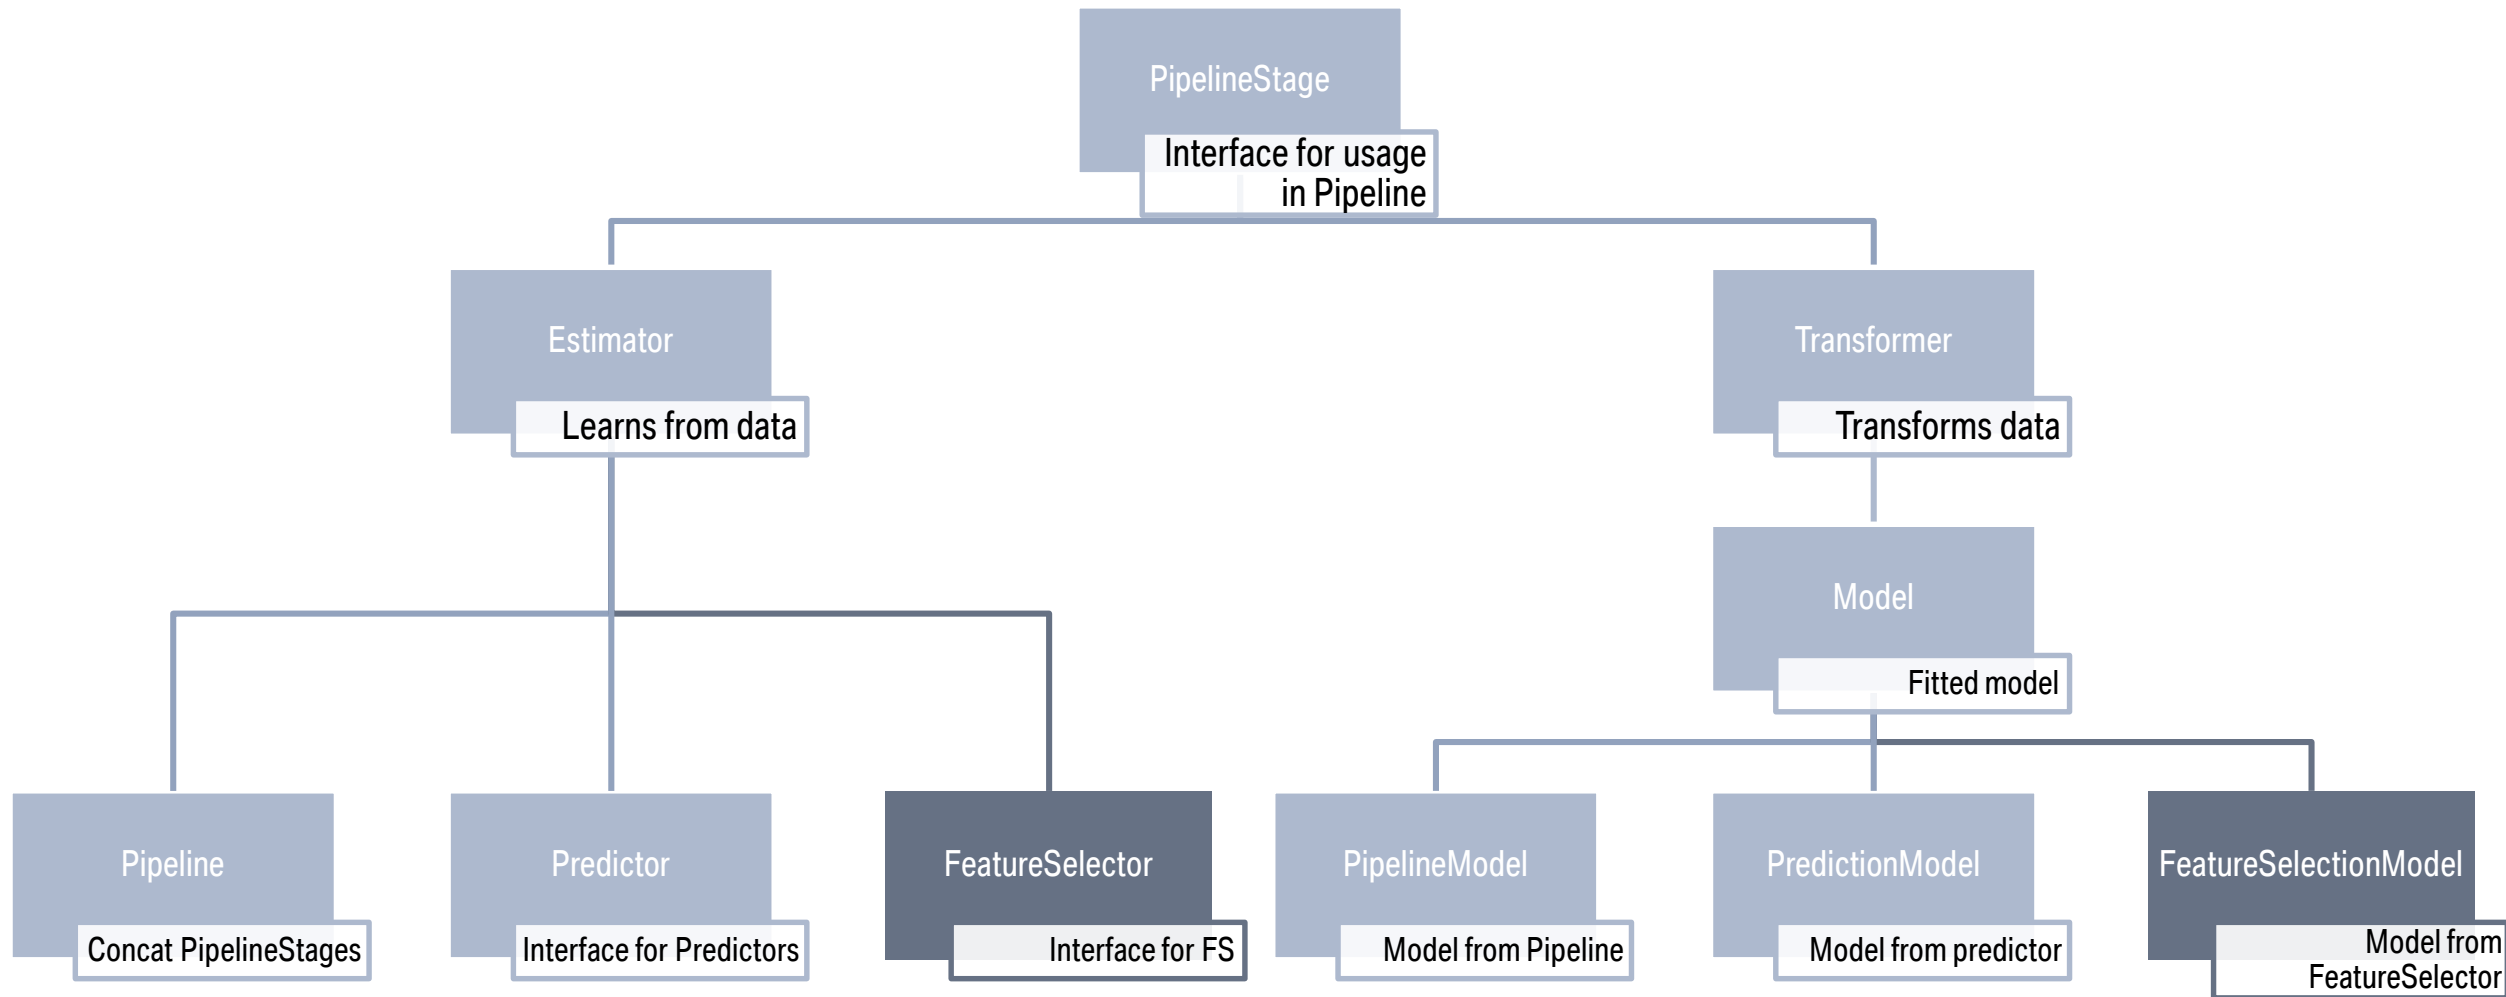 PipelineStage
Interface for usage
in Pipeline
Estimator
Learns from data
Transformer
Transforms data
Model
Fitted model
Pipeline
Concat PipelineStages
Predictor
Interface for Predictors
FeatureSelector
Interface for FS
PipelineModel
Model from Pipeline
PredictionModel
Model from predictor
FeatureSelectionModel
Model from
FeatureSelector